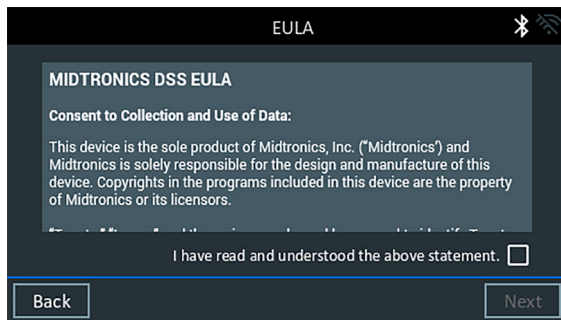 EULA
MIDTRONICS DSS EULA
Consent to Collection and Use of Data:
This device is the sole product of Midtronics, Inc. ("Midtronics') and
Midtronics is solely responsible for the design and manufacture of this
device. Copyrights in the programs included in this device are the property
of Midtronics or its licensors.
I have read and understood the above statement.
Back
Next